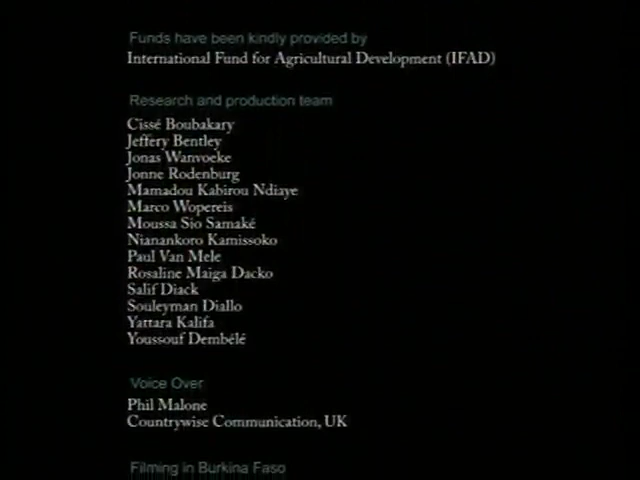 Funds have been kindly provided by
International Fund for Agricultural Development (IFAD)
Research and production team
Cissé Boubakary
Jeffery Bentley
Jonas Wanvoeke
Jonne Rodenburg
Mamadou Kabirou Ndiaye
Marco Wopereis
Moussa Sio Samaké
Nianankoro Kamissoko
Paul Van Mele
Rosaline Maiga Dacko
Salif Diack
Souleyman Diallo
Yattara Kalifa
Youssouf Dembélé
Voice Over
Phil Malone
Countrywise Communication, UK
Filming in Burkina Faso